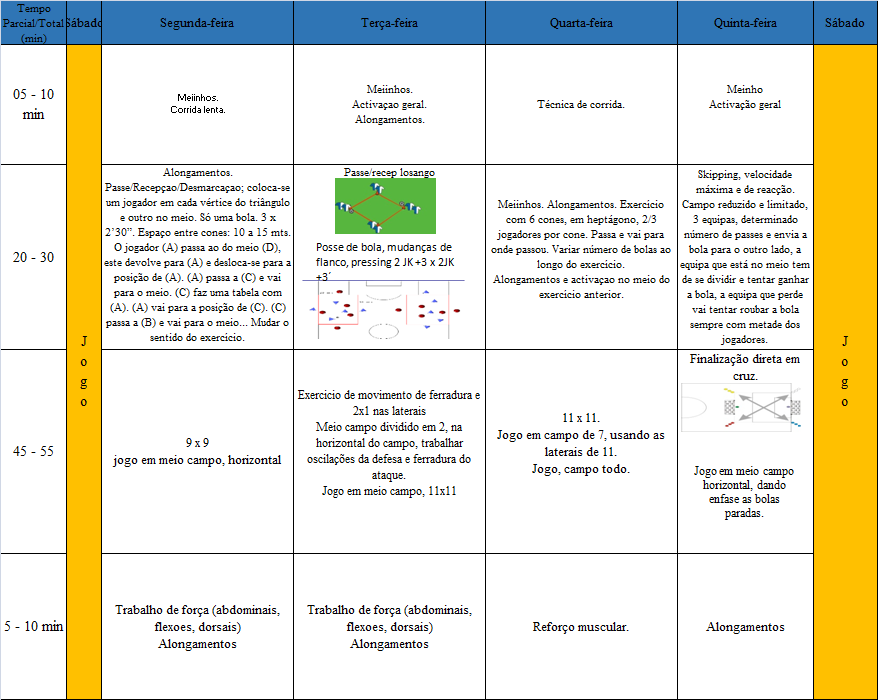 Tempo
Parcial/Total
(min)
Sábado
Segunda-feira
Terça-feira
Quarta-feira
Quinta-feira
Sábado
05 - 10
min
Meiinhos.
Corrida lenta.
Meiinhos.
Activaçao geral.
Alongamentos.
Técnica de corrida.
Meinho
Activação geral
20 - 30
Alongamentos.
Passe/Recepçao/Desmarcaçao; coloca-se
um jogador em cada vértice do triângulo
e outro no meio. Só uma bola. 3 x
2’30”. Espaço entre cones: 10 a 15 mts.
O jogador (A) passa ao do meio (D),
este devolve para (A) e desloca-se para a
posição de (A). (A) passa a (C) e vai
para o meio. (C) faz uma tabela com
(A). (A) vai para a posição de (C). (C)
passa a (B) e vai para o meio... Mudar o
sentido do exercicio.
Passe/recep losango
Posse de bola, mudanças de
flanco, pressing 2 JK +3 x 2JK
+3´
Meiinhos. Alongamentos. Exercicio
com 6 cones, em heptágono, 2/3
jogadores por cone. Passa e vai para
onde passou. Variar número de bolas ao
longo do exercicio.
Alongamentos e activaçao no meio do
exercicio anterior.
Skipping, velocidade
máxima e de reacção.
Campo reduzido e limitado,
3 equipas, determinado
número de passes e envia a
bola para o outro lado, a
equipa que está no meio tem
de se dividir e tentar ganhar
a bola, a equipa que perde
vai tentar roubar a bola
sempre com metade dos
jogadores.
J
o
g
o
J
o
g
o
45 - 55
9 x 9
jogo em meio campo, horizontal
Exercicio de movimento de ferradura e
2x1 nas laterais
Meio campo dividido em 2, na
horizontal do campo, trabalhar
oscilações da defesa e ferradura do
ataque.
Jogo em meio campo, 11x11
11 x 11.
Jogo em campo de 7, usando as
laterais de 11.
Jogo, campo todo.
Finalização direta em
cruz.
Jogo em meio campo
horizontal, dando
enfase as bolas
paradas.
5 - 10 min
Trabalho de força (abdominais,
flexoes, dorsais)
Alongamentos
Trabalho de força (abdominais,
flexoes, dorsais)
Alongamentos
Reforço muscular.
Alongamentos